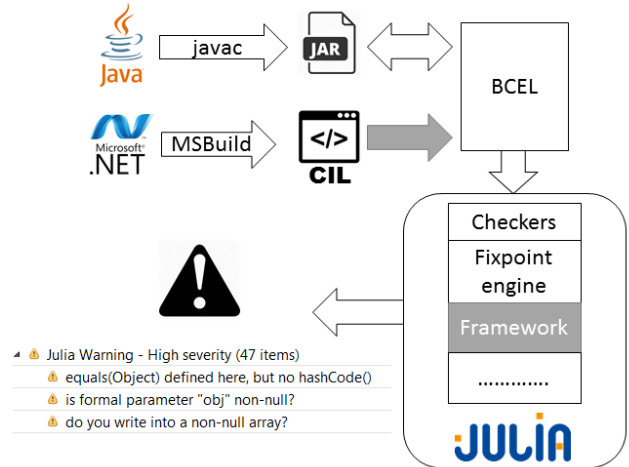 Java
javac
JAR
BCEL
Microsoft®
.NET
MSBuild
</>
CIL
Checkers
Fixpoint
engine
Framework
.............
JULIA
Julia Warning - High severity (47 items)
equals(Object) defined here, but no hashCode()
is formal parameter "obj" non-null?
do you write into a non-null array?